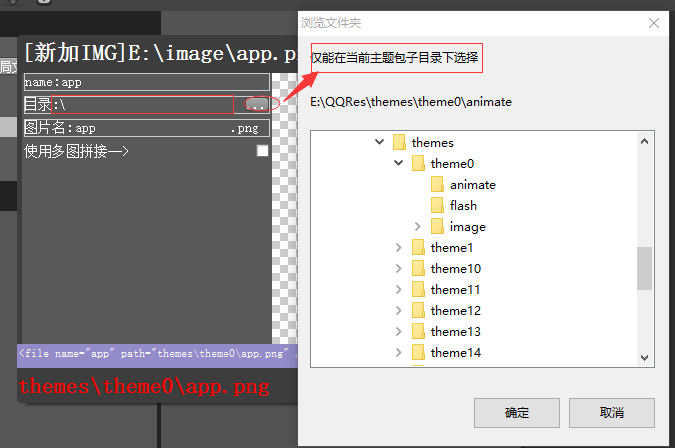 [新加IMG]E:\image\app.pn
name:app
目录:\
...
图片名:app .png
使用多图拼接—>
<file name="app" path="themes\theme0\app.png" /
themes\theme0\app.png
浏览文件夹
仅能在当前主题包子目录下选择
E:\QQRes\themes\theme0\animate
themes
theme0
animate
flash
image
theme1
theme10
theme11
theme12
theme13
theme14
确定
取消